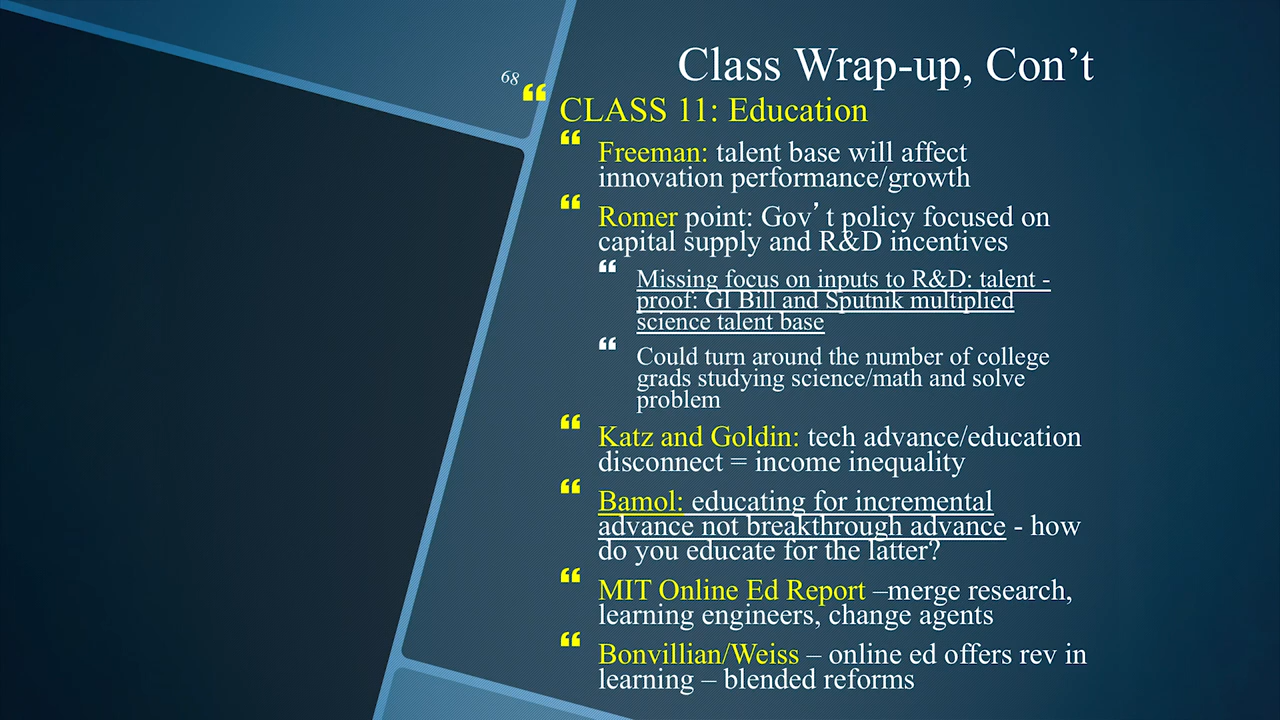 Class Wrap-up, Con’t
68
“ CLASS 11: Education
“ Freeman: talent base will affect
innovation performance/growth
“ Romer point: Gov’t policy focused on
capital supply and R&D incentives
“ Missing focus on inputs to R&D: talent -
proof: GI Bill and Sputnik multiplied
science talent base
“ Could turn around the number of college
grads studying science/math and solve
problem
“ Katz and Goldin: tech advance/education
disconnect = income inequality
“ Bamol: educating for incremental
advance not breakthrough advance - how
do you educate for the latter?
“ MIT Online Ed Report –merge research,
learning engineers, change agents
“ Bonvillian/Weiss – online ed offers rev in
learning – blended reforms